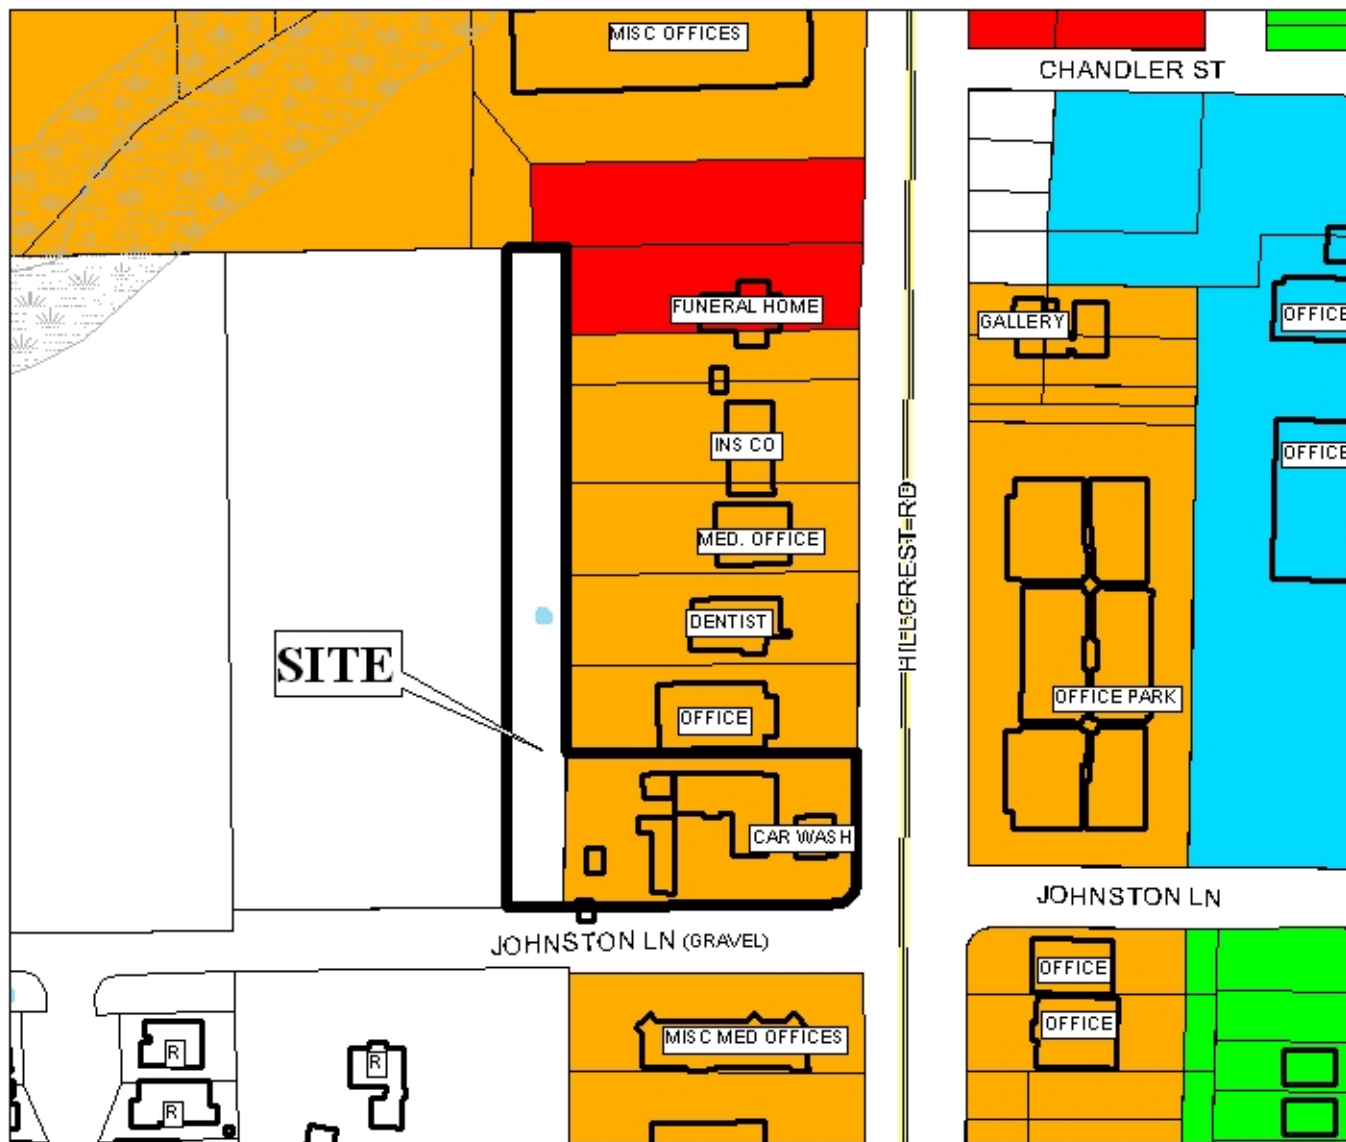 MISC OFFICES
CHANDLER ST
FUNERAL HOME
GALLERY
OFFICE
INS CO
OFFICE
MED. OFFICE
HILLCREST RD
DENTIST
SITE
OFFICE PARK
OFFICE
CAR WASH
JOHNSTON LN
JOHNSTON LN (GRAVEL)
OFFICE
OFFICE
MISC MED OFFICES
R
R
R